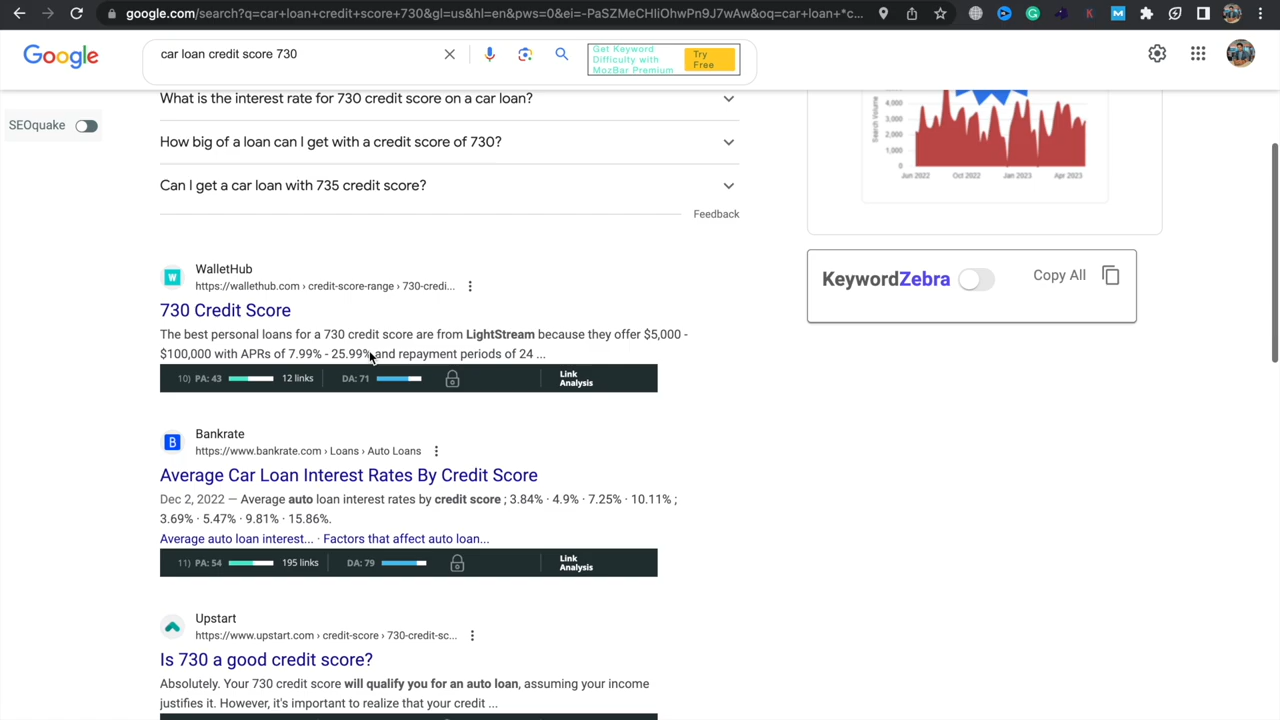 google.com/search?q=car+loan+credit+score+730&gl=us&hl=en&pws=0&ei=-PaSZMeCHIiOhwPn9J7wAw&oq=car+loan+*c...
Google
car loan credit score 730
Get Keyword
Difficulty with
MozBar Premium
Try
Free
SEOquake
What is the interest rate for 730 credit score on a car loan?
How big of a loan can I get with a credit score of 730?
Can I get a car loan with 735 credit score?
Feedback
WalletHub
https://wallethub.com › credit-score-range › 730-credi...
730 Credit Score
The best personal loans for a 730 credit score are from LightStream because they offer $5,000 -
$100,000 with APRs of 7.99% - 25.99% and repayment periods of 24 ...
10) PA: 43 12 links DA: 71 Link
Analysis
Bankrate
https://www.bankrate.com › Loans › Auto Loans
Average Car Loan Interest Rates By Credit Score
Dec 2, 2022 — Average auto loan interest rates by credit score ; 3.84% · 4.9% · 7.25% · 10.11% ;
3.69% · 5.47% · 9.81% · 15.86%.
Average auto loan interest... · Factors that affect auto loan...
11) PA: 54 195 links DA: 79 Link
Analysis
Upstart
https://www.upstart.com › credit-score › 730-credit-sc...
Is 730 a good credit score?
Absolutely. Your 730 credit score will qualify you for an auto loan, assuming your income
justifies it. However, it's important to realize that your credit ...
Search Volume
4,000
3,000
2,000
1,000
0
Jun 2022 Oct 2022 Jan 2023 Apr 2023
KeywordZebra
Copy All